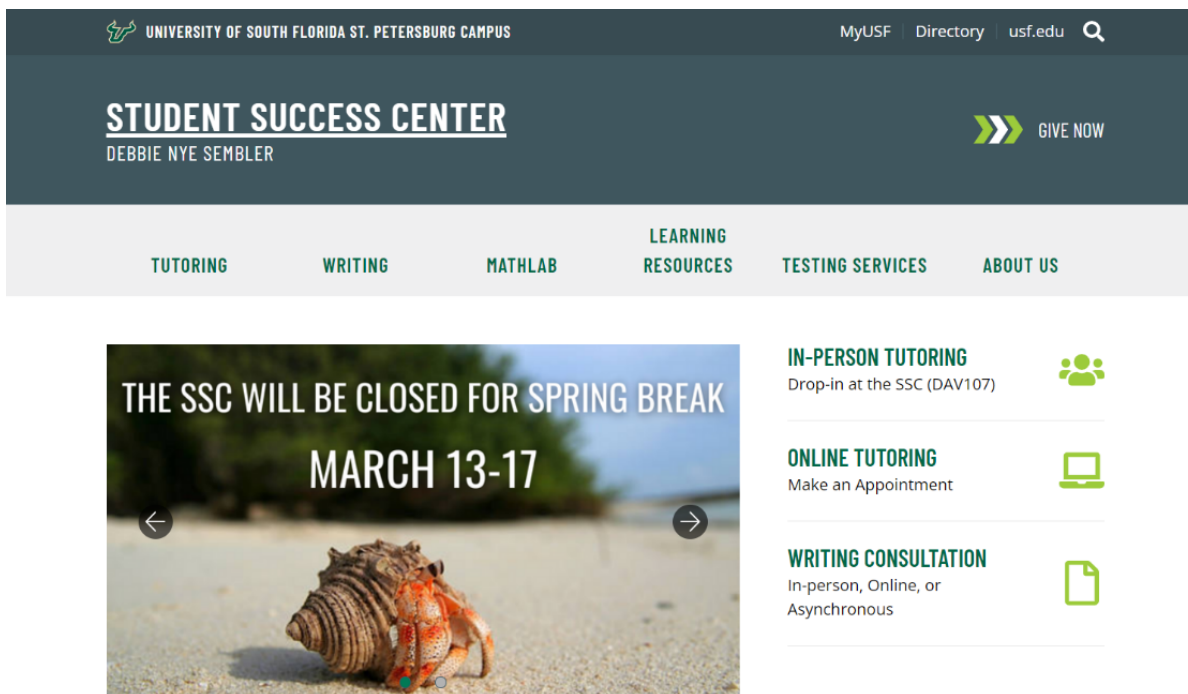 UNIVERSITY OF SOUTH FLORIDA ST. PETERSBURG CAMPUS
MyUSF Directory usf.edu
STUDENT SUCCESS CENTER
DEBBIE NYE SEMBLER
GIVE NOW
TUTORING
WRITING
MATHLAB
LEARNING
RESOURCES
TESTING SERVICES
ABOUT US
THE SSC WILL BE CLOSED FOR SPRING BREAK
MARCH 13-17
IN-PERSON TUTORING
Drop-in at the SSC (DAV107)
ONLINE TUTORING
Make an Appointment
WRITING CONSULTATION
In-person, Online, or
Asynchronous